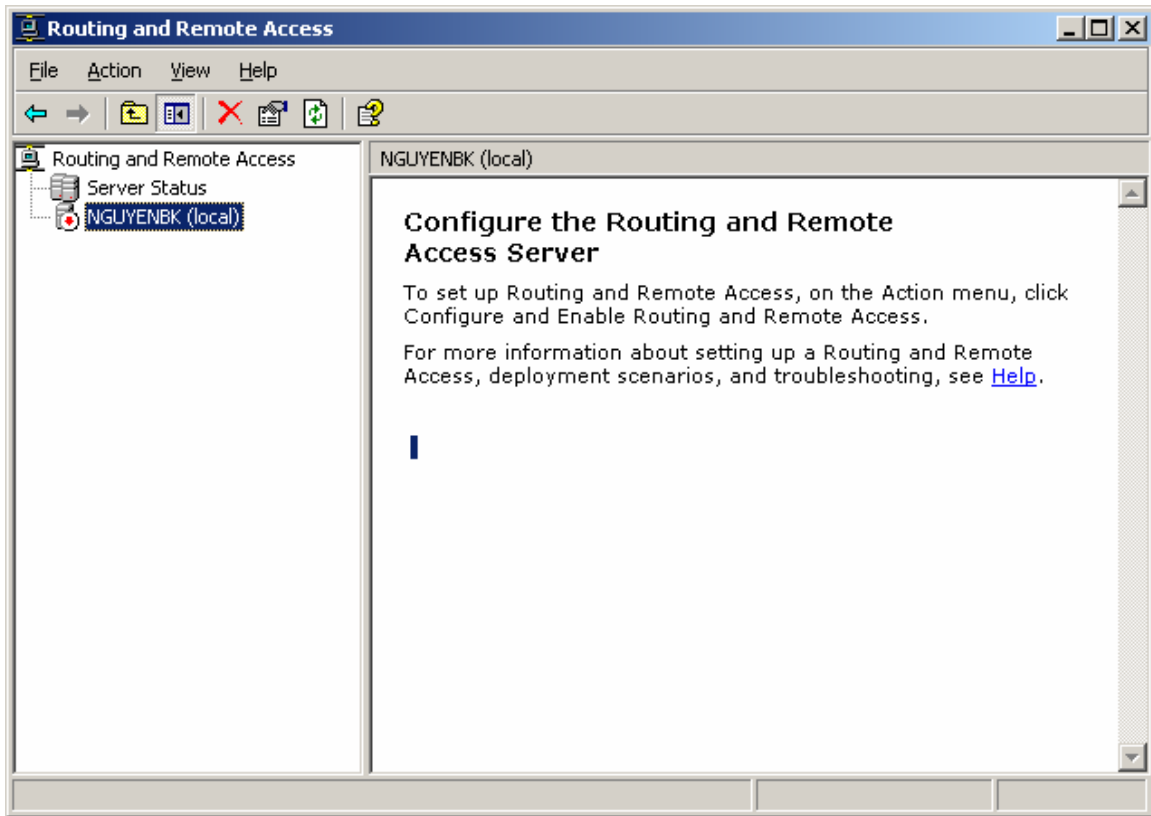 Routing and Remote Access
File Action View Help
Routing and Remote Access
Server Status
NGUYENBK (local)
NGUYENBK (local)
Configure the Routing and Remote
Access Server
To set up Routing and Remote Access, on the Action menu, click
Configure and Enable Routing and Remote Access.
For more information about setting up a Routing and Remote
Access, deployment scenarios, and troubleshooting, see Help.